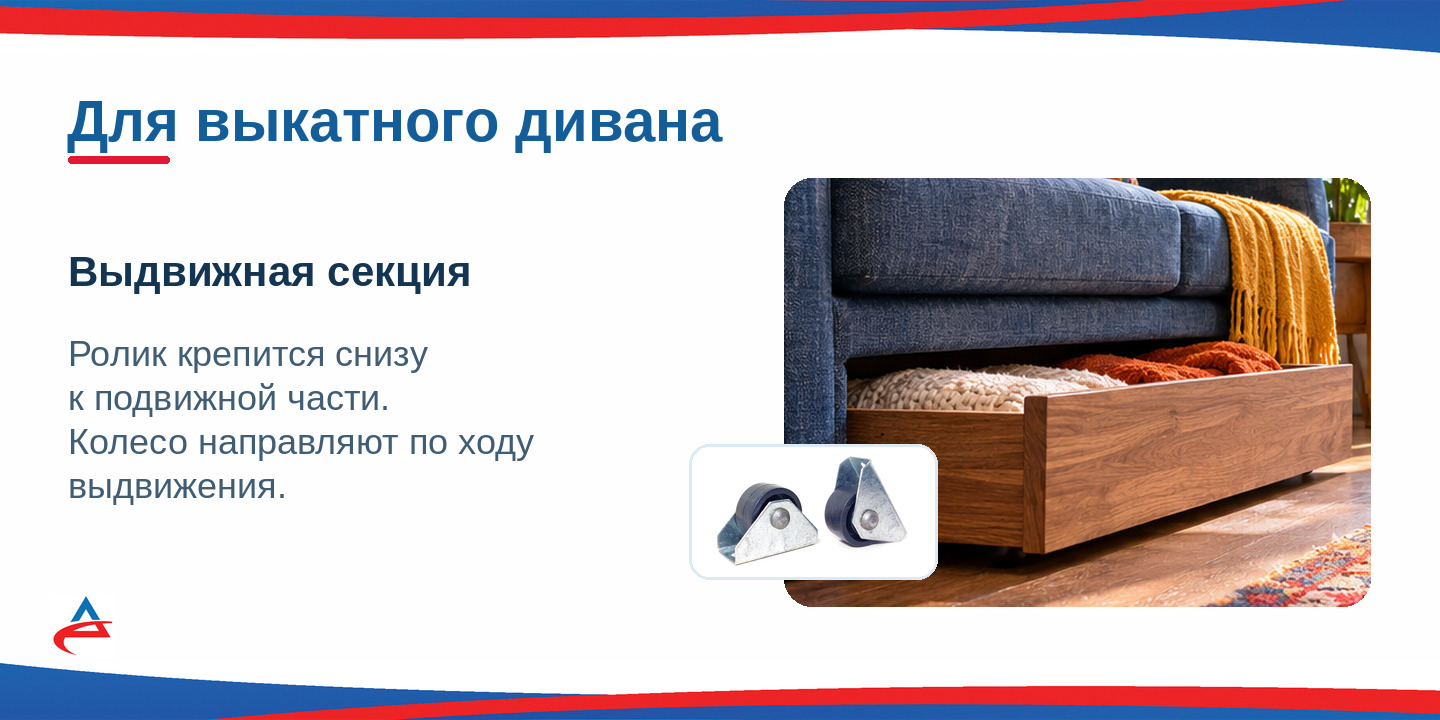 Для выкатного дивана
Выдвижная секция
Ролик крепится снизу
к подвижной части.
Колесо направляют по ходу
выдвижения.